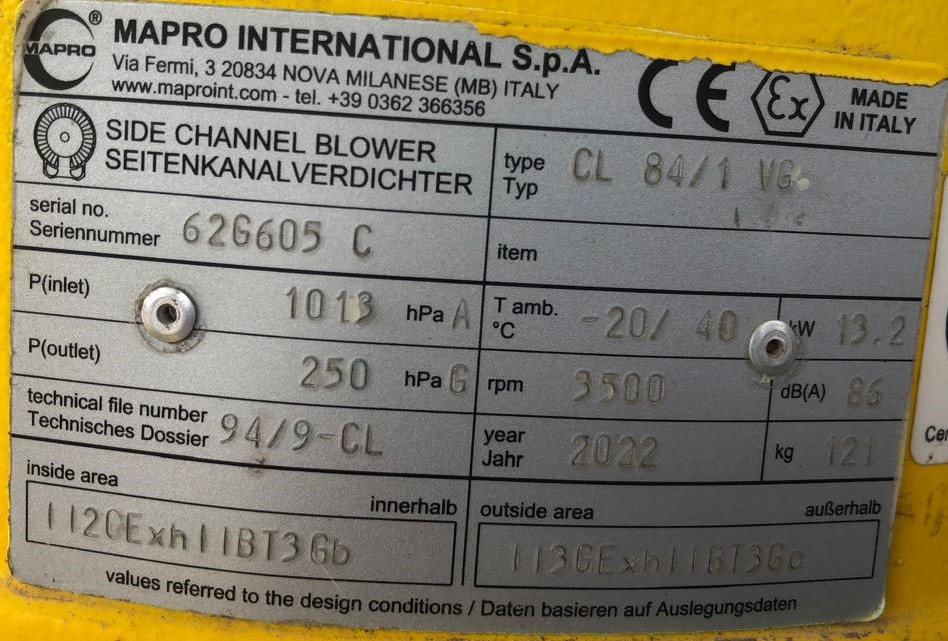 MAPRO ®
MAPRO INTERNATIONAL S.p.A.
Via Fermi, 3 20834 NOVA MILANESE (MB) ITALY
www.maproint.com - tel. +39 0362 366356
CE Ex MADE
IN ITALY
SIDE CHANNEL BLOWER
SEITENKANALVERDICHTER
type
Typ CL 84/1 VG
serial no.
Seriennummer 62G605 C
item
P(inlet) 1013 hPa A
T amb.
°C -20/ 40
kW 13.2
P(outlet) 250 hPa G
rpm 3500
dB(A) 86
technical file number
Technisches Dossier 94/9-CL
year
Jahr 2022
kg 121
inside area innerhalb
II2GExhIIBT3Gb
outside area außerhalb
II3GExhIIBT3Gc
values referred to the design conditions / Daten basieren auf Auslegungsdaten
Cer